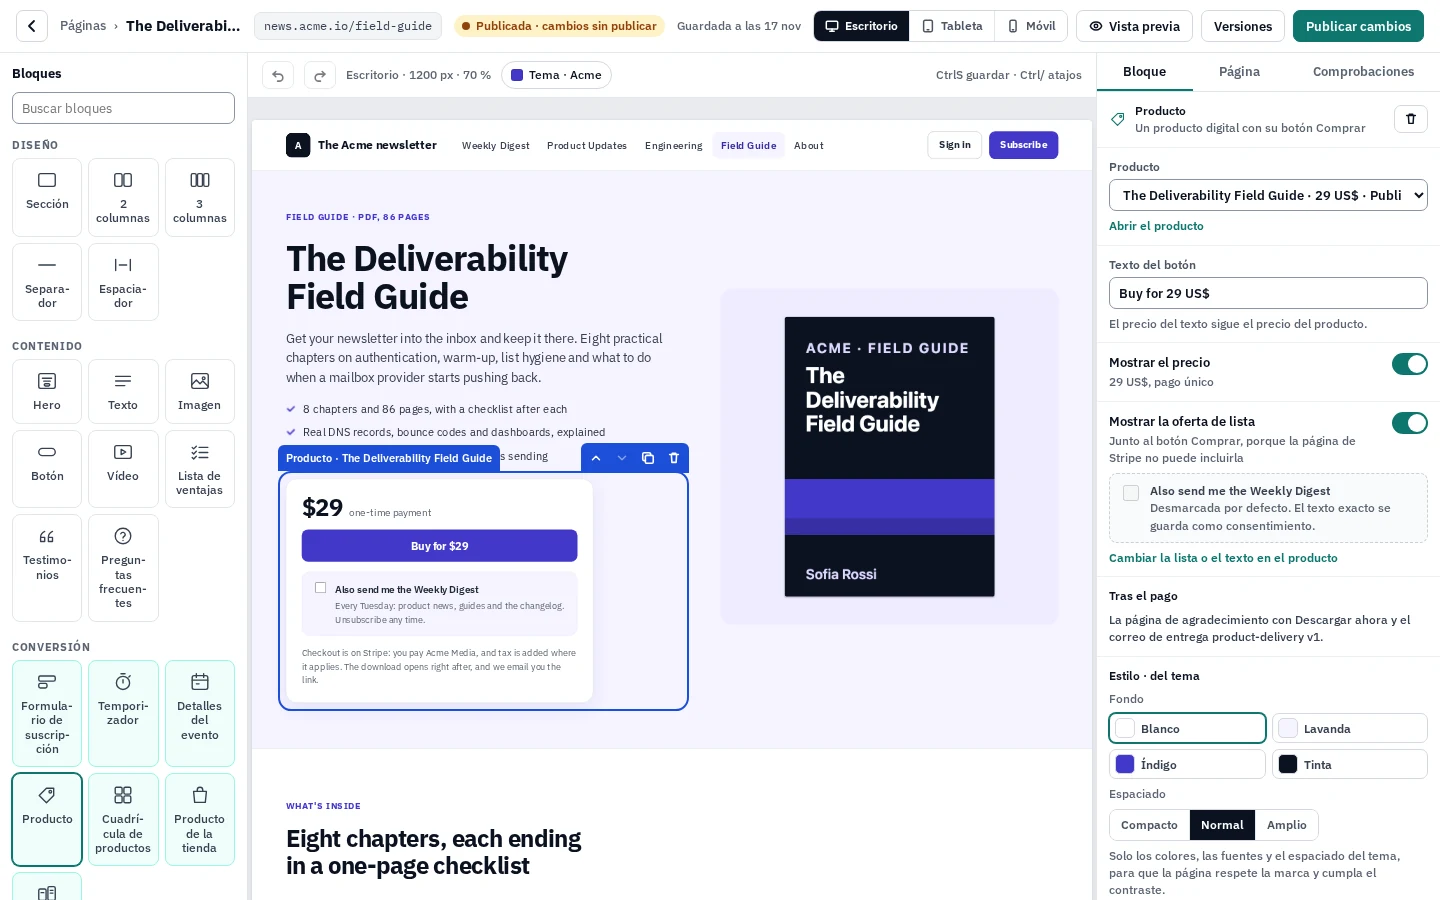 Páginas › The Deliverabi...
news.acme.io/field-guide
Publicada · cambios sin publicar
Guardada a las 17 nov
Escritorio
Tableta
Móvil
Vista previa
Versiones
Publicar cambios
Bloques
Buscar bloques
DISEÑO
Sección
2
columnas
3
columnas
Separa-
dor
Espacia-
dor
CONTENIDO
Hero
Texto
Imagen
Botón
Vídeo
Lista de
ventajas
Testimo-
nios
Pregun-
tas
frecuen-
tes
CONVERSIÓN
Formula-
rio de
suscrip-
ción
Tempori-
zador
Detalles
del
evento
Producto
Cuadrí-
cula de
productos
Producto
de la
tienda
Escritorio · 1200 px · 70 %
Tema · Acme
CtrlS guardar · Ctrl/ atajos
A
The Acme newsletter
Weekly Digest
Product Updates
Engineering
Field Guide
About
Sign in
Subscribe
FIELD GUIDE · PDF, 86 PAGES
The Deliverability
Field Guide
Get your newsletter into the inbox and keep it there. Eight practical
chapters on authentication, warm-up, list hygiene and what to do
when a mailbox provider starts pushing back.
8 chapters and 86 pages, with a checklist after each
Real DNS records, bounce codes and dashboards, explained
s sending
Producto · The Deliverability Field Guide
$29 one-time payment
Buy for $29
Also send me the Weekly Digest
Every Tuesday: product news, guides and the changelog.
Unsubscribe any time.
Checkout is on Stripe: you pay Acme Media, and tax is added where
it applies. The download opens right after, and we email you the
link.
ACME · FIELD GUIDE
The
Deliverability
Field Guide
Sofia Rossi
WHAT'S INSIDE
Eight chapters, each ending
in a one-page checklist
Bloque
Página
Comprobaciones
Producto
Un producto digital con su botón Comprar
Producto
The Deliverability Field Guide · 29 US$ · Publi
Abrir el producto
Texto del botón
Buy for 29 US$
El precio del texto sigue el precio del producto.
Mostrar el precio
29 US$, pago único
Mostrar la oferta de lista
Junto al botón Comprar, porque la página de
Stripe no puede incluirla
Also send me the Weekly Digest
Desmarcada por defecto. El texto exacto se
guarda como consentimiento.
Cambiar la lista o el texto en el producto
Tras el pago
La página de agradecimiento con Descargar ahora y el
correo de entrega product-delivery v1.
Estilo · del tema
Fondo
Blanco
Lavanda
Índigo
Tinta
Espaciado
Compacto
Normal
Amplio
Solo los colores, las fuentes y el espaciado del tema,
para que la página respete la marca y cumpla el
contraste.